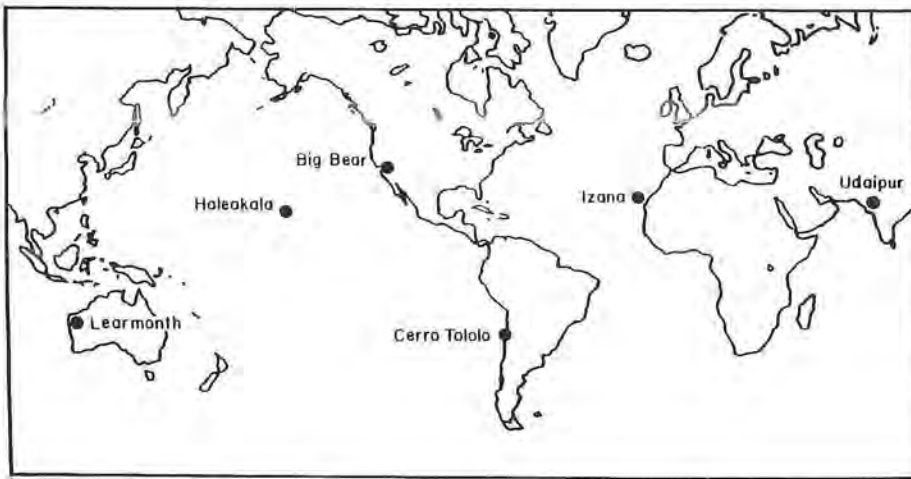 Big Bear
Haleakala
Izana
Udaipur
Learmonth
Cerro Tololo